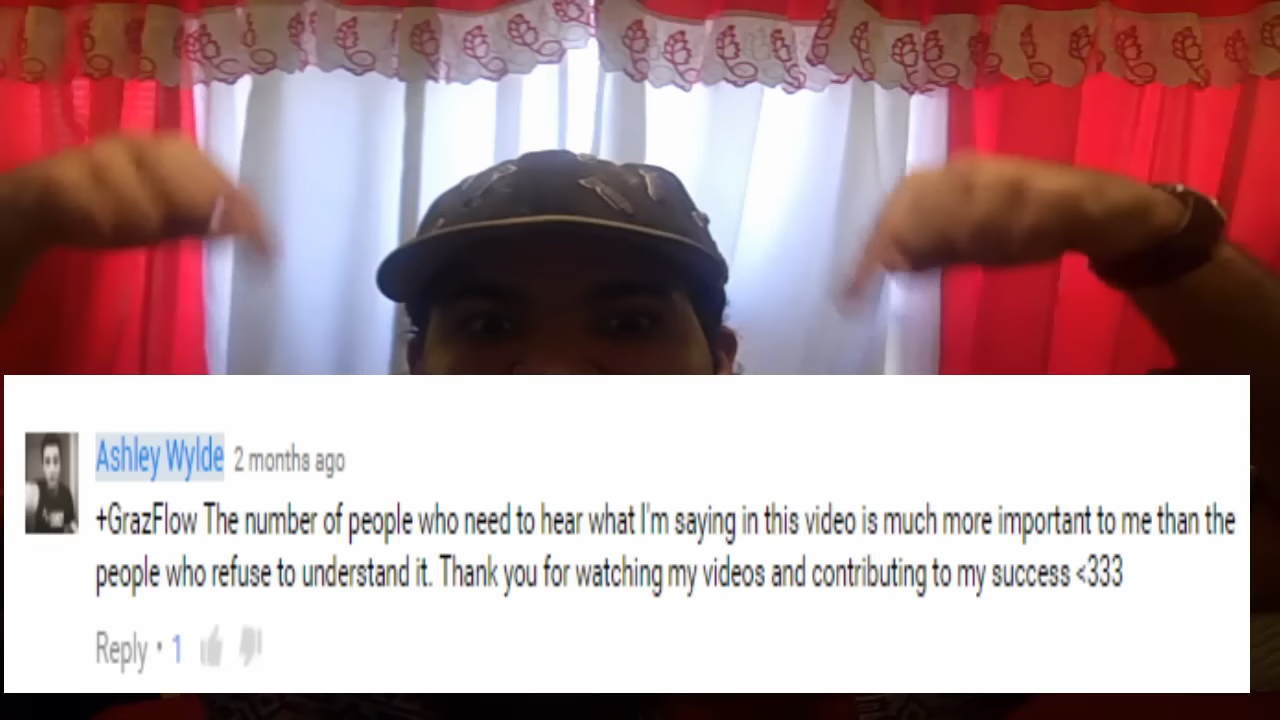 Ashley Wylde 2 months ago
+GrazFlow The number of people who need to hear what I'm saying in this video is much more important to me than the
people who refuse to understand it. Thank you for watching my videos and contributing to my success <333
Reply • 1